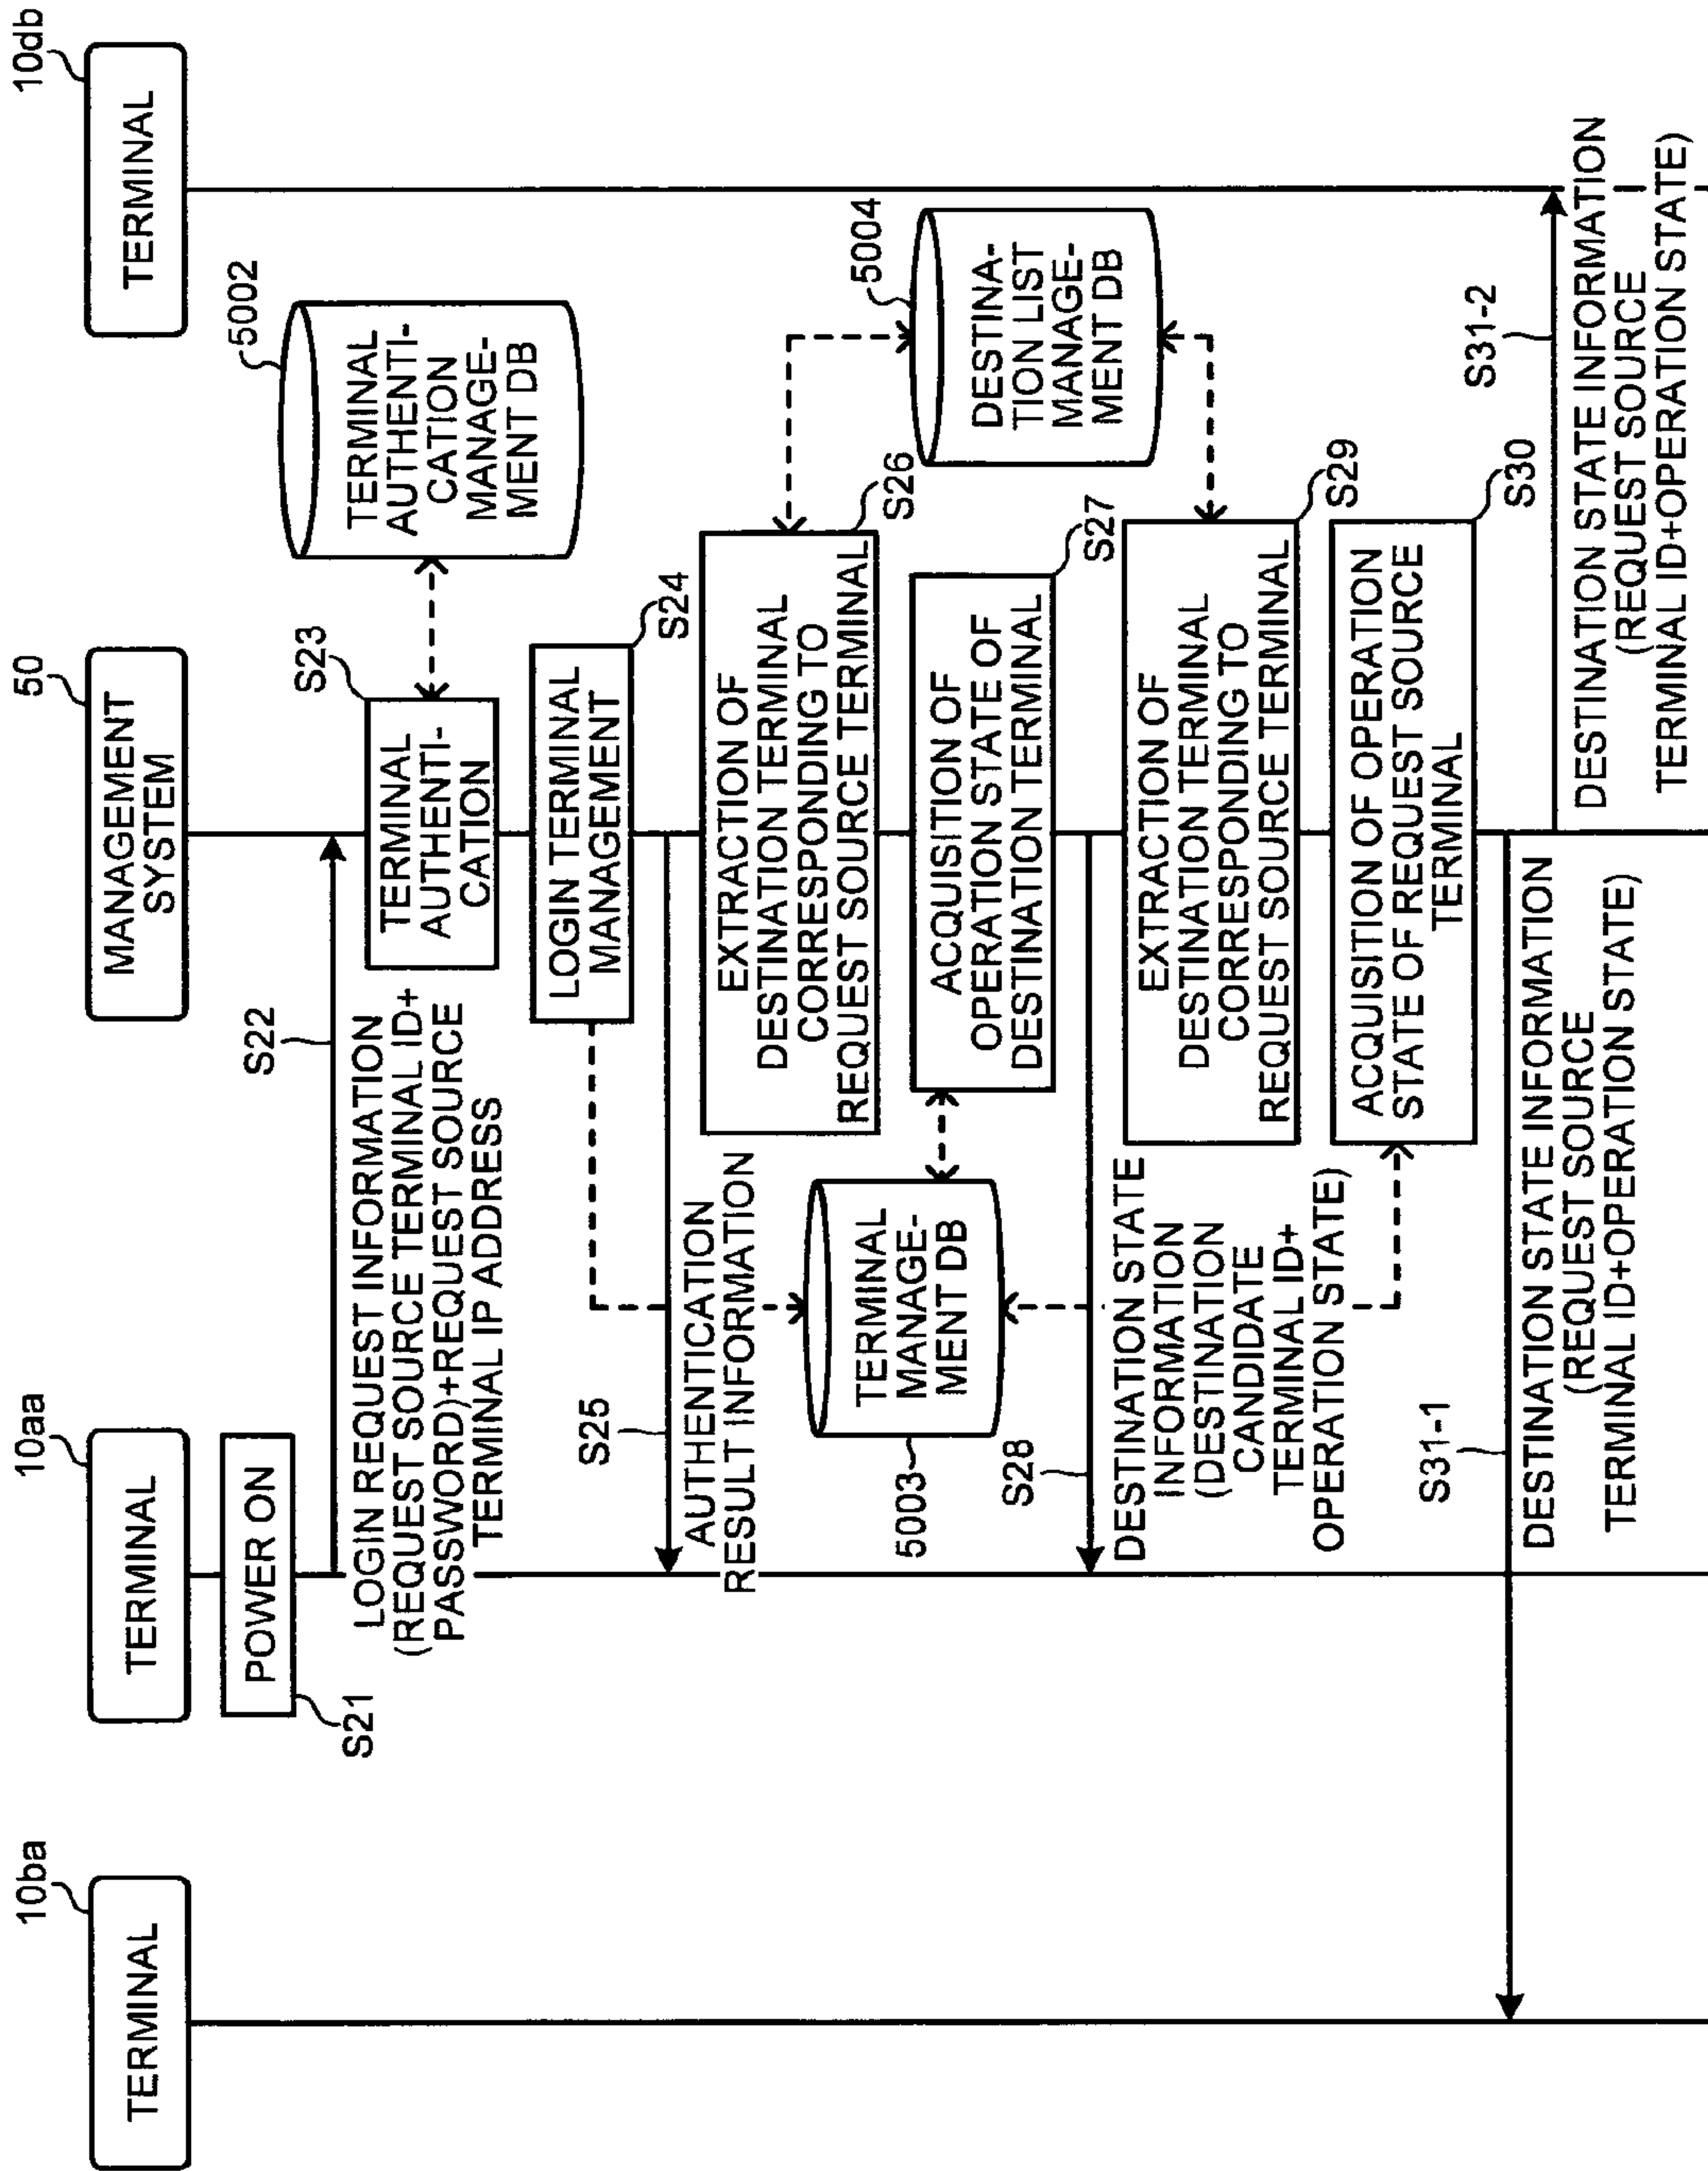 10ba
TERMINAL
10aa
TERMINAL
50
MANAGEMENT
SYSTEM
10db
TERMINAL
POWER ON
S21
S22
LOGIN REQUEST INFORMATION
(REQUEST SOURCE TERMINAL ID+
PASSWORD)+REQUEST SOURCE
TERMINAL IP ADDRESS
S23
TERMINAL
AUTHENTI-
CATION
5002
TERMINAL
AUTHENTI-
CATION
MANAGE-
MENT DB
LOGIN TERMINAL
MANAGEMENT
S24
S25
AUTHENTICATION
RESULT INFORMATION
EXTRACTION OF
DESTINATION TERMINAL
CORRESPONDING TO
REQUEST SOURCE TERMINAL
S26
5003
TERMINAL
MANAGE-
MENT DB
ACQUISITION OF
OPERATION STATE OF
DESTINATION TERMINAL
S27
5004
DESTINA-
TION LIST
MANAGE-
MENT DB
S28
DESTINATION STATE
INFORMATION
(DESTINATION
CANDIDATE
TERMINAL ID+
OPERATION STATE)
EXTRACTION OF
DESTINATION TERMINAL
CORRESPONDING TO
REQUEST SOURCE TERMINAL
S29
ACQUISITION OF OPERATION
STATE OF REQUEST SOURCE
TERMINAL
S30
S31-1
DESTINATION STATE INFORMATION
(REQUEST SOURCE
TERMINAL ID+OPERATION STATE)
S31-2
DESTINATION STATE INFORMATION
(REQUEST SOURCE
TERMINAL ID+OPERATION STATE)